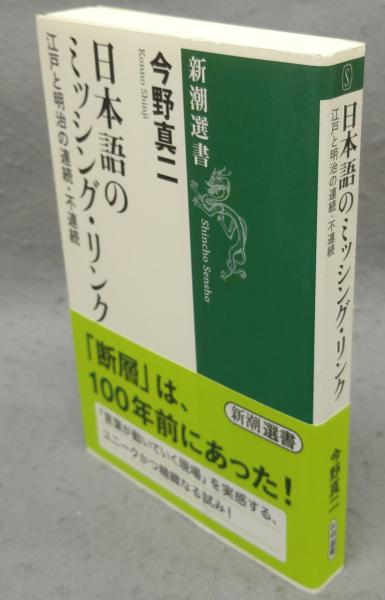 新潮選書
Shincho Sensho
今野真二
Konno Shinji
日本語の
ミッシング・リンク
江戸と明治の連続・不連続
「断層」は、
100年前にあった!
「言葉が動いていく現場」を実感する、
ユニークかつ精緻なる試み!
新潮選書
S
日本語のミッシング・リンク
江戸と明治の連続・不連続
今野真二
新潮選書